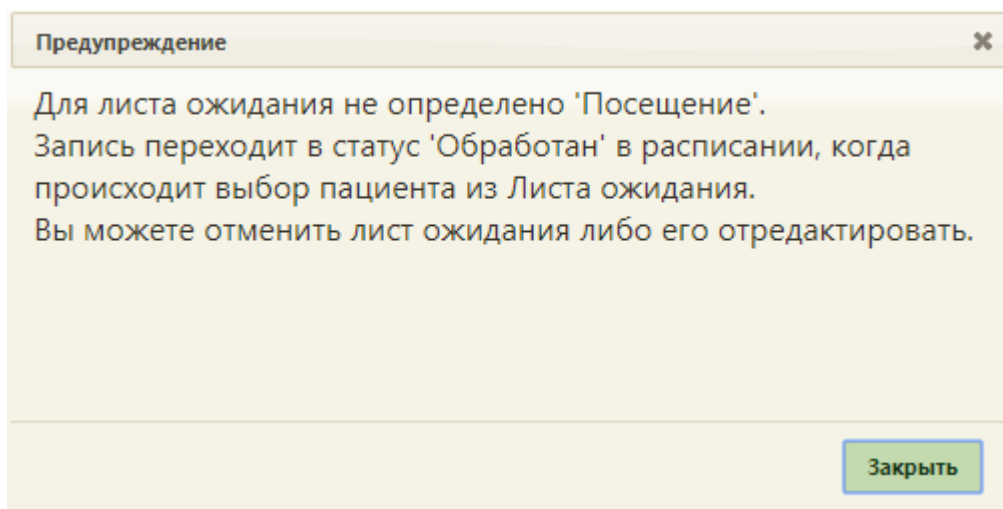 Предупреждение
Для листа ожидания не определено 'Посещение'.
Запись переходит в статус 'Обработан' в расписании, когда
происходит выбор пациента из Листа ожидания.
Вы можете отменить лист ожидания либо его отредактировать.
Закрыть